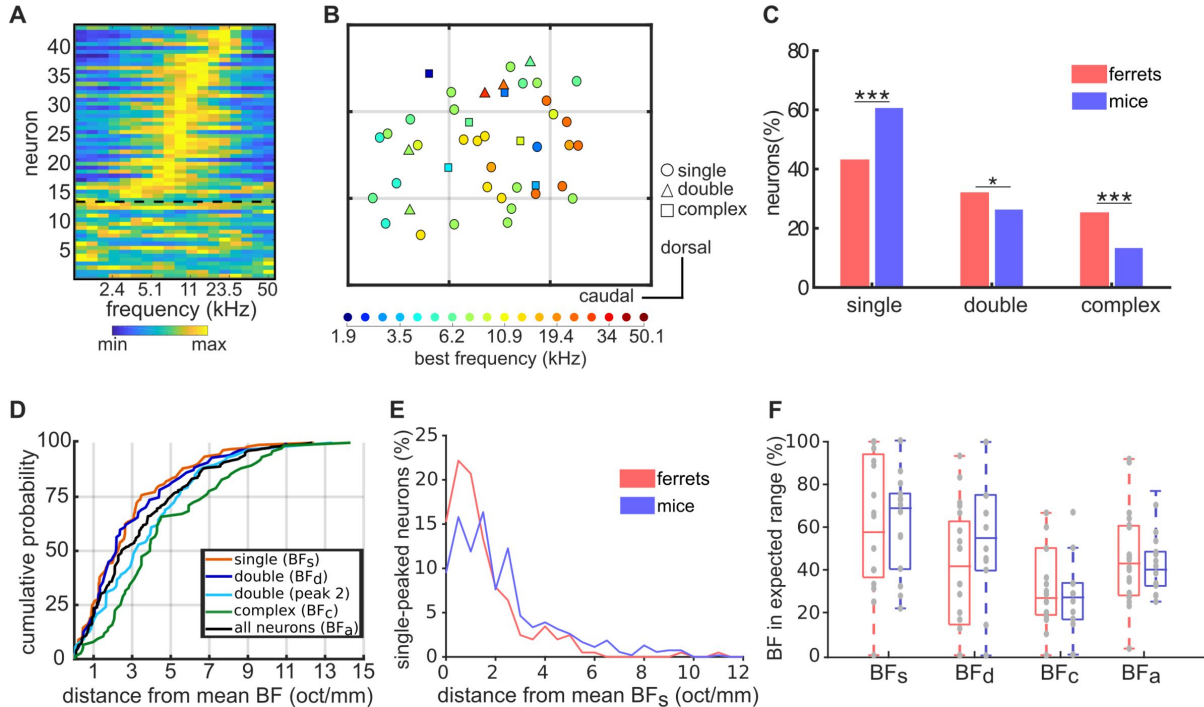 A
neuron
40
35
30
25
20
15
10
5
2.4 5.1 11 23.5 50
frequency (kHz)
min max
B
single
double
complex
dorsal
caudal
1.9 3.5 6.2 10.9 19.4 34 50.1
best frequency (kHz)
C
neurons(%)
80
60
40
20
0
ferrets
mice
***
*
***
single double complex
D
cumulative probability
100
75
50
25
0
single (BFs)
double (BFd)
double (peak 2)
complex (BFc)
all neurons (BFa)
1 3 5 7 9 11 13 15
distance from mean BF (oct/mm)
E
single-peaked neurons (%)
25
20
15
10
5
0
ferrets
mice
0 2 4 6 8 10 12
distance from mean BFs (oct/mm)
F
BF in expected range (%)
100
80
60
40
20
0
ferrets
mice
BFs BFd BFc BFa